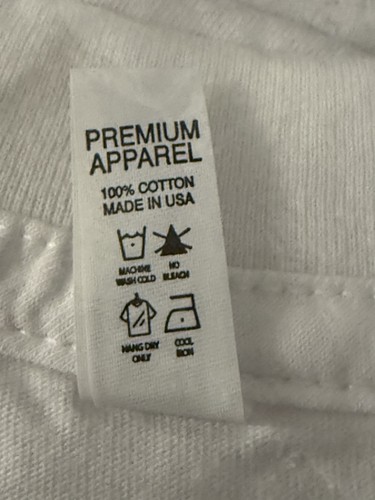 PREMIUM
APPAREL
100% COTTON
MADE IN USA
MACHINE
WASH COLD
NO
BLEACH
HANG DRY
ONLY
COOL
IRON